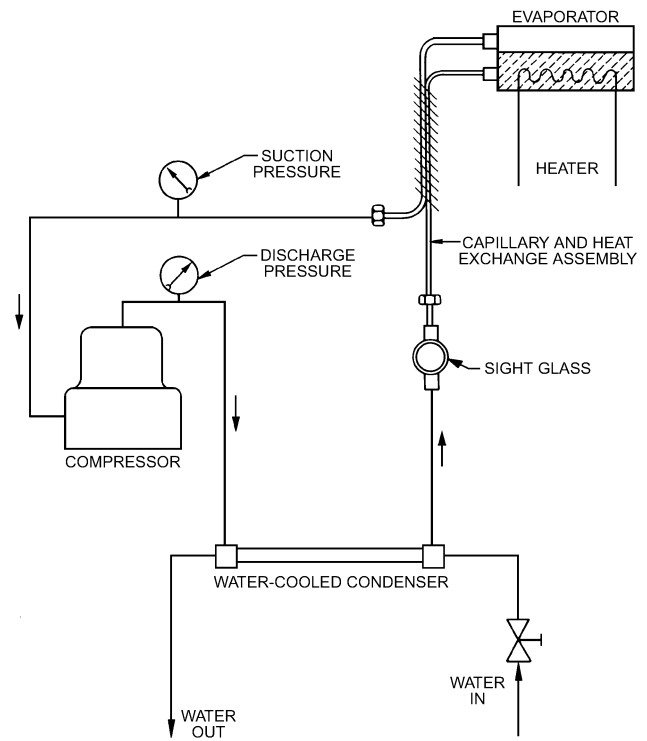 EVAPORATOR
HEATER
SUCTION
PRESSURE
DISCHARGE
PRESSURE
CAPILLARY AND HEAT
EXCHANGE ASSEMBLY
SIGHT GLASS
COMPRESSOR
WATER-COOLED CONDENSER
WATER
IN
WATER
OUT